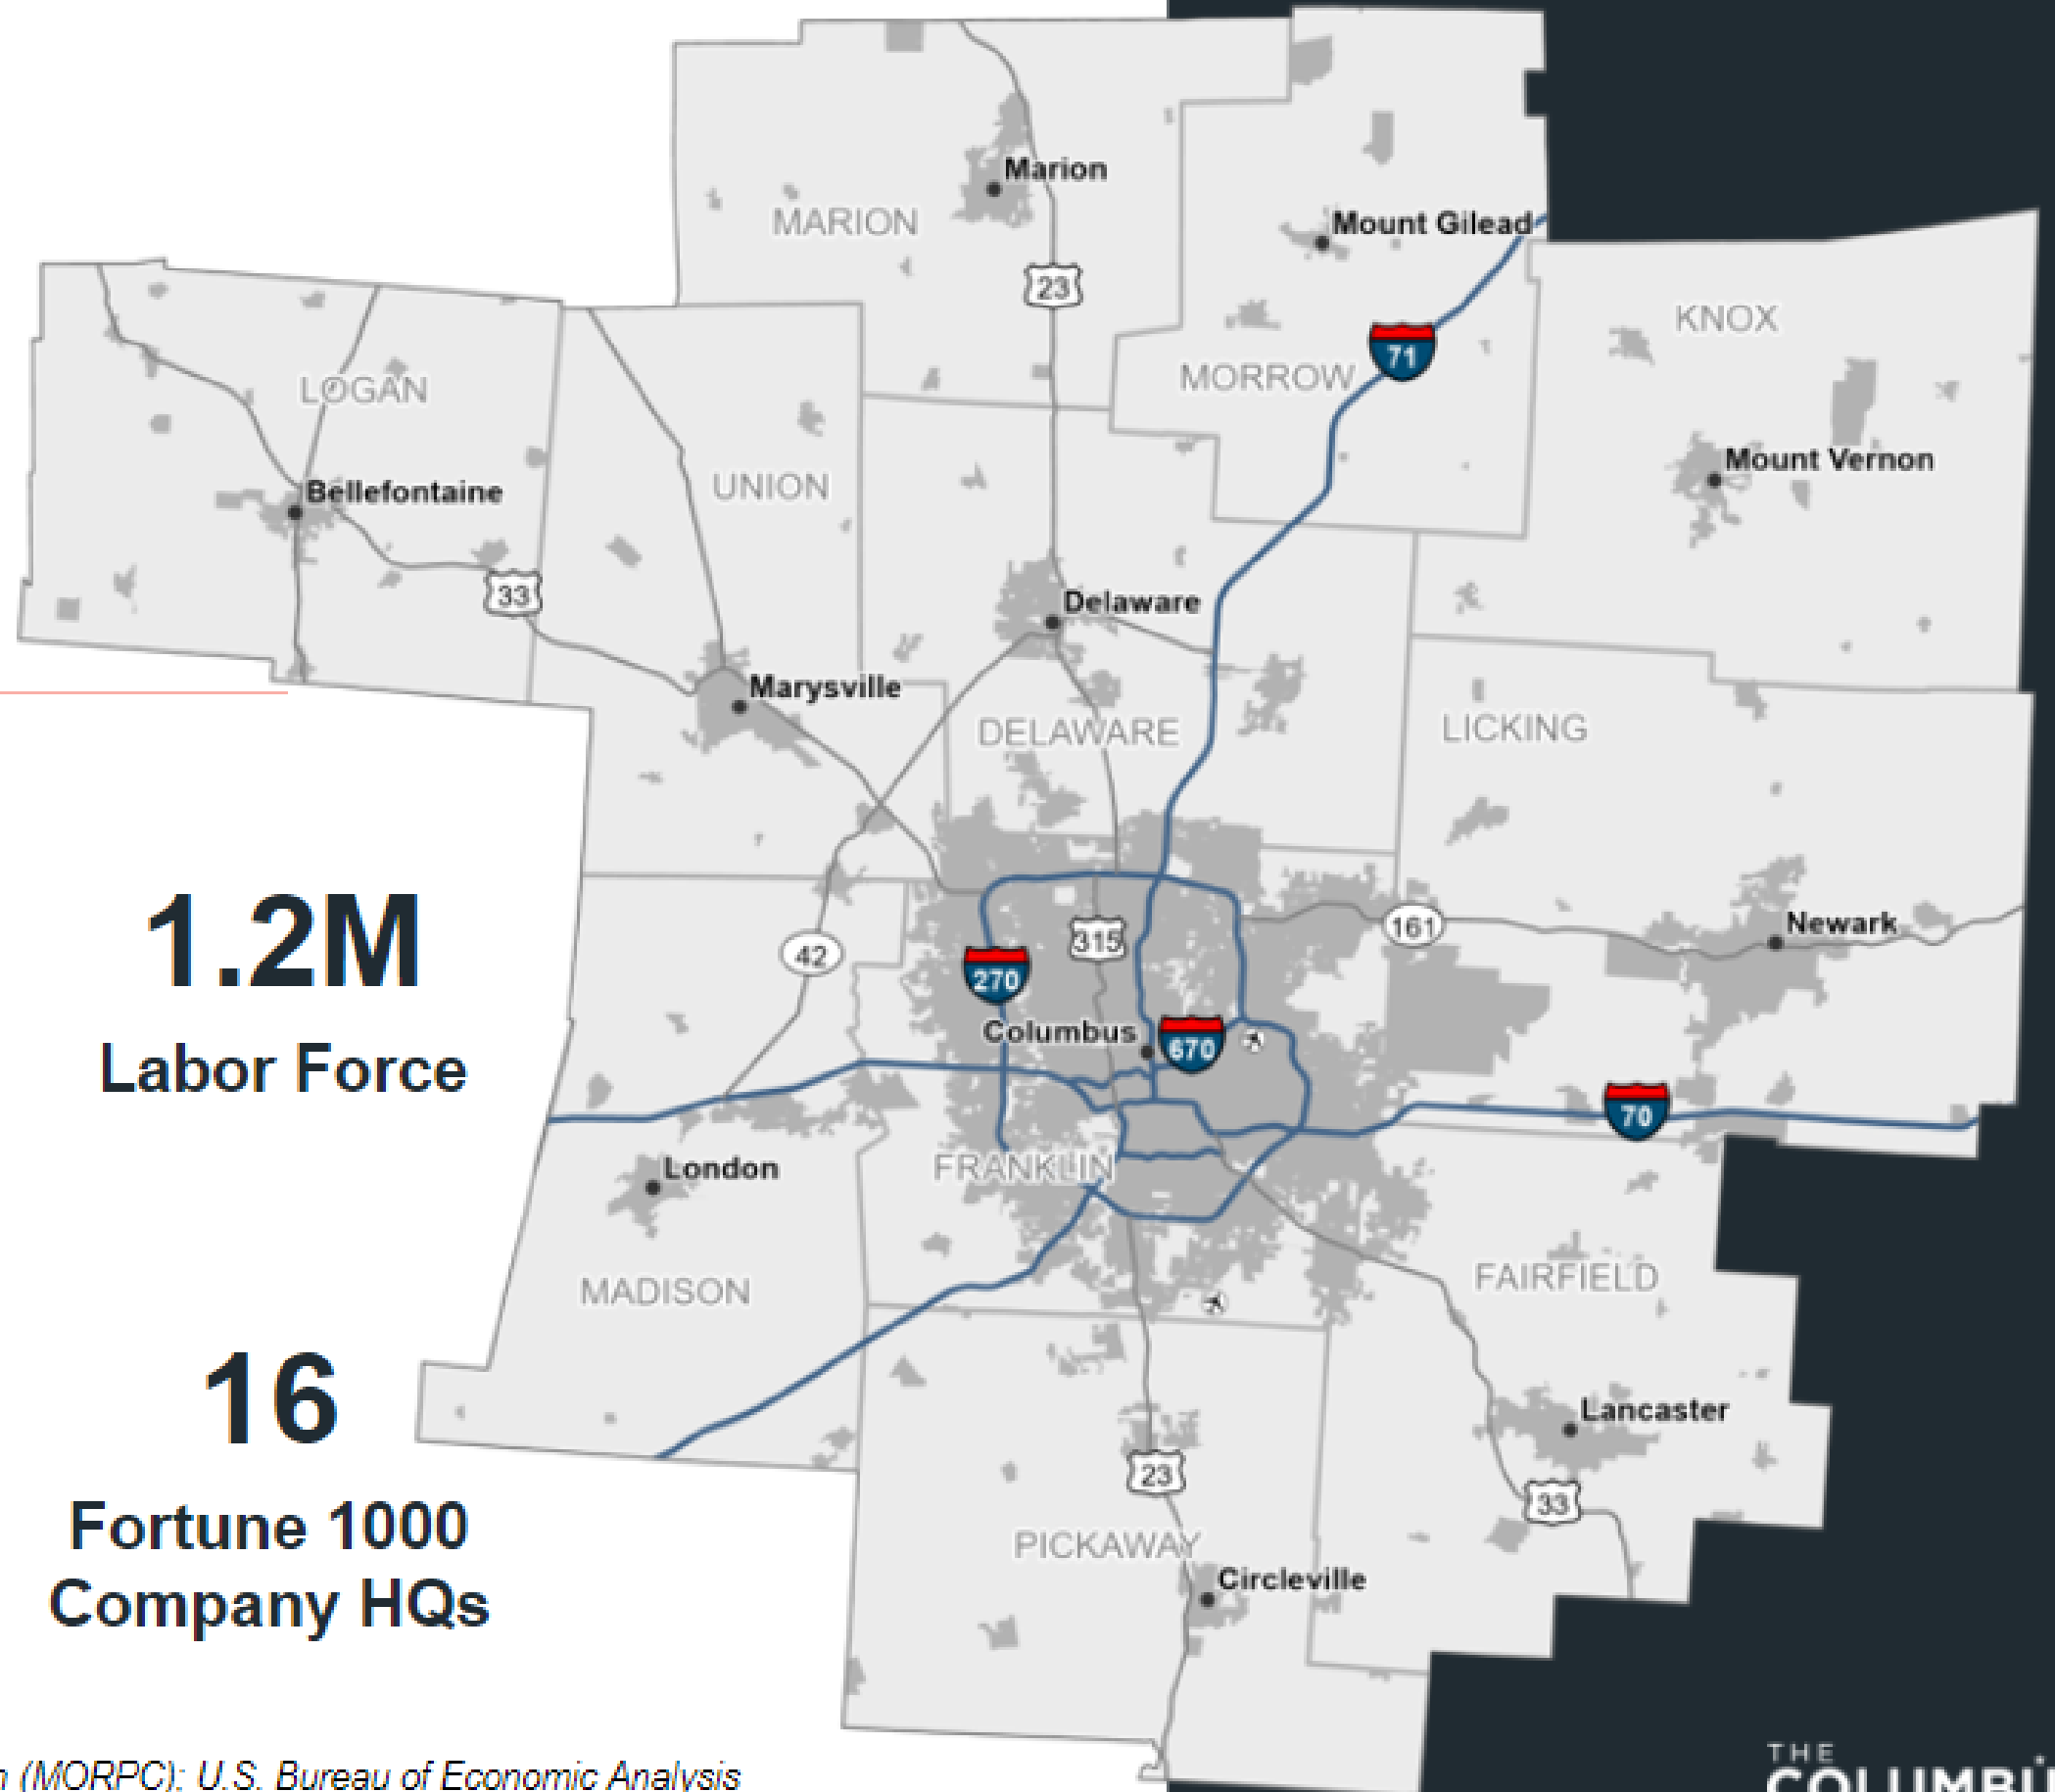 Marion
MARION
Mount Gilead
23
KNOX
71
MORROW
LOGAN
Mount Vernon
UNION
Bellefontaine
33
Delaware
Marysville
DELAWARE
LICKING
1.2M
Labor Force
Newark
161
42
315
270
Columbus
670
70
London
FRANKLIN
FAIRFIELD
MADISON
16
Fortune 1000
Company HQs
Lancaster
23
33
PICKAWAY
Circleville
(MORPC); U.S. Bureau of Economic Analysis
THE